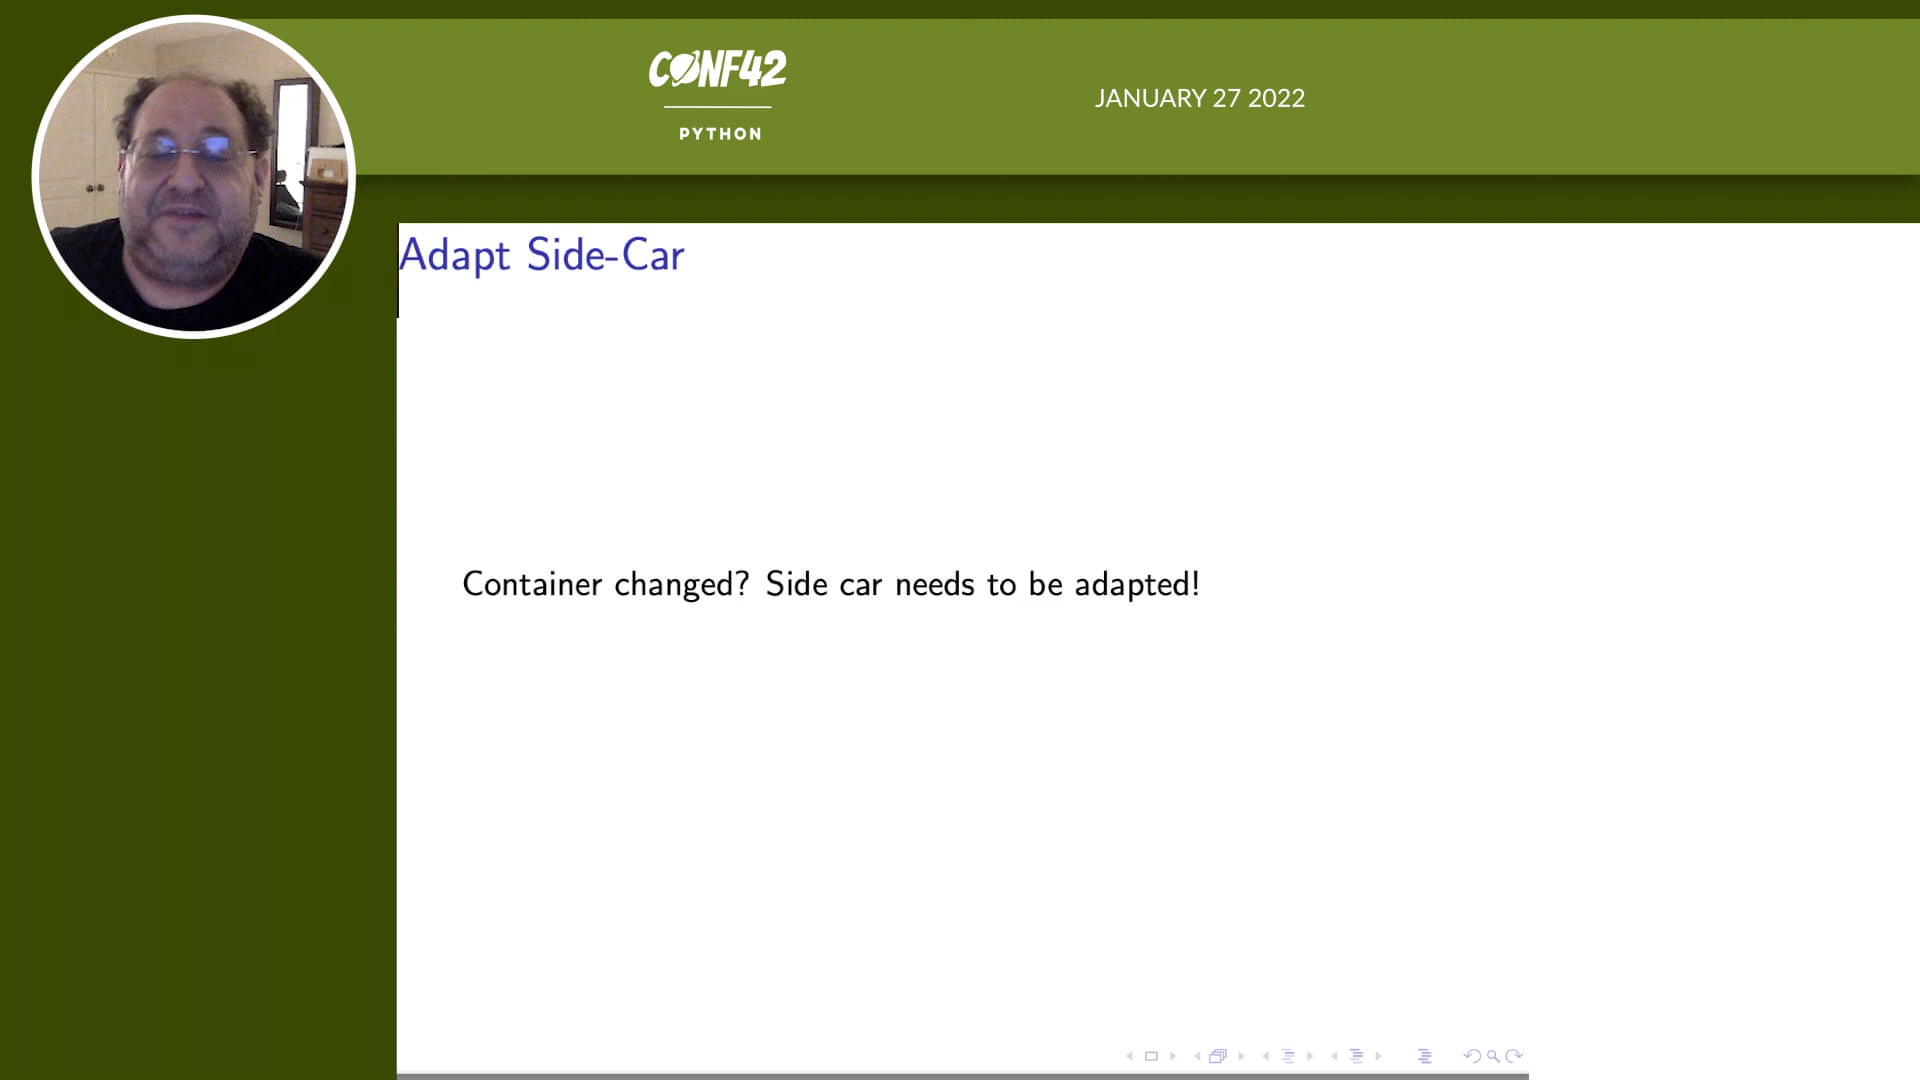 CONF42
PYTHON
JANUARY 27 2022
Adapt Side-Car
Container changed? Side car needs to be adapted!